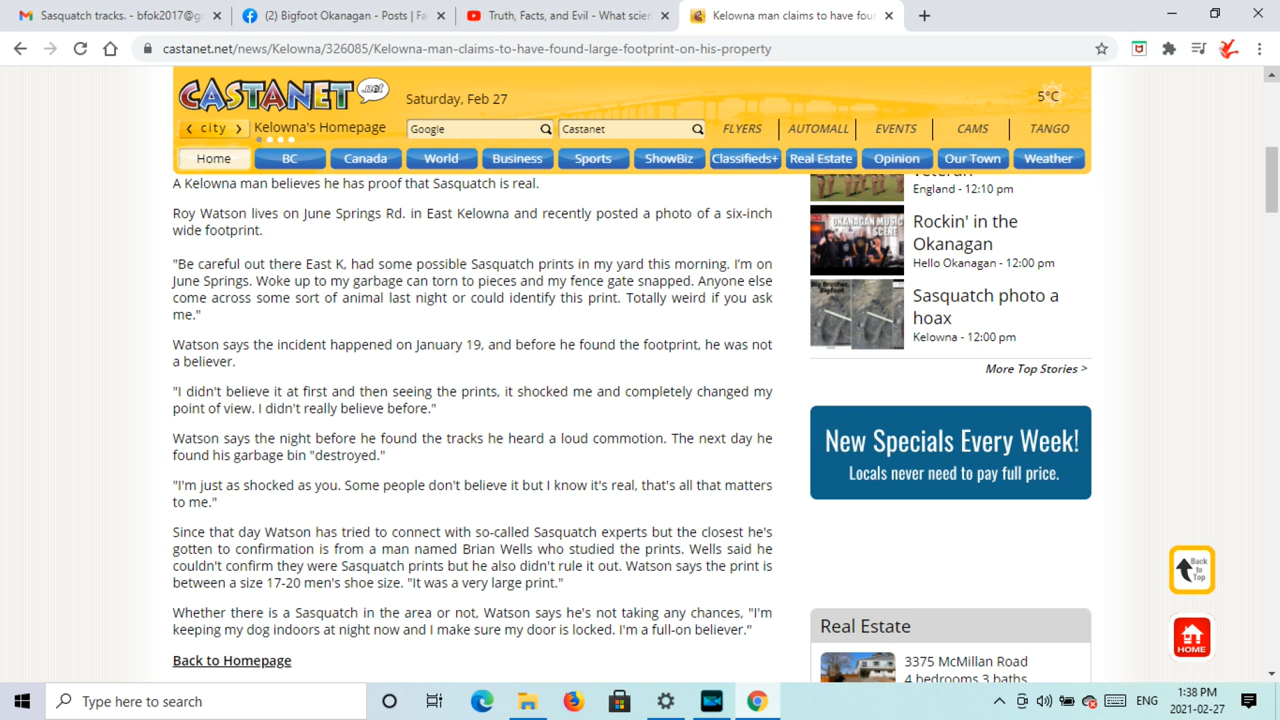 Sasquatch tracks. - bfok2017@gm
(2) Bigfoot Okanagan - Posts | Fac
Truth, Facts, and Evil - What scien
Kelowna man claims to have foun
castanet.net/news/Kelowna/326085/Kelowna-man-claims-to-have-found-large-footprint-on-his-property
CASTANET .net
Saturday, Feb 27
5°C
< city > Kelowna's Homepage
Google
Castanet
FLYERS
AUTOMALL
EVENTS
CAMS
TANGO
Home
BC
Canada
World
Business
Sports
ShowBiz
Classifieds+
Real Estate
Opinion
Our Town
Weather
A Kelowna man believes he has proof that Sasquatch is real.
Roy Watson lives on June Springs Rd. in East Kelowna and recently posted a photo of a six-inch
wide footprint.
"Be careful out there East K, had some possible Sasquatch prints in my yard this morning. I'm on
June Springs. Woke up to my garbage can torn to pieces and my fence gate snapped. Anyone else
come across some sort of animal last night or could identify this print. Totally weird if you ask
me."
Watson says the incident happened on January 19, and before he found the footprint, he was not
a believer.
"I didn't believe it at first and then seeing the prints, it shocked me and completely changed my
point of view. I didn't really believe before."
Watson says the night before he found the tracks he heard a loud commotion. The next day he
found his garbage bin "destroyed."
"I'm just as shocked as you. Some people don't believe it but I know it's real, that's all that matters
to me."
Since that day Watson has tried to connect with so-called Sasquatch experts but the closest he's
gotten to confirmation is from a man named Brian Wells who studied the prints. Wells said he
couldn't confirm they were Sasquatch prints but he also didn't rule it out. Watson says the print is
between a size 17-20 men's shoe size. "It was a very large print."
Whether there is a Sasquatch in the area or not, Watson says he's not taking any chances, "I'm
keeping my dog indoors at night now and I make sure my door is locked. I'm a full-on believer."
Back to Homepage
veteran
England - 12:10 pm
Rockin' in the
Okanagan
Hello Okanagan - 12:00 pm
OKANAGAN MUSIC
SCENE
Sasquatch photo a
hoax
Kelowna - 12:00 pm
Big Brother,
Bigfoot
More Top Stories >
New Specials Every Week!
Locals never need to pay full price.
Back
to
Top
HOME
Real Estate
3375 McMillan Road
4 bedrooms 3 baths
Type here to search
ENG
1:38 PM
2021-02-27